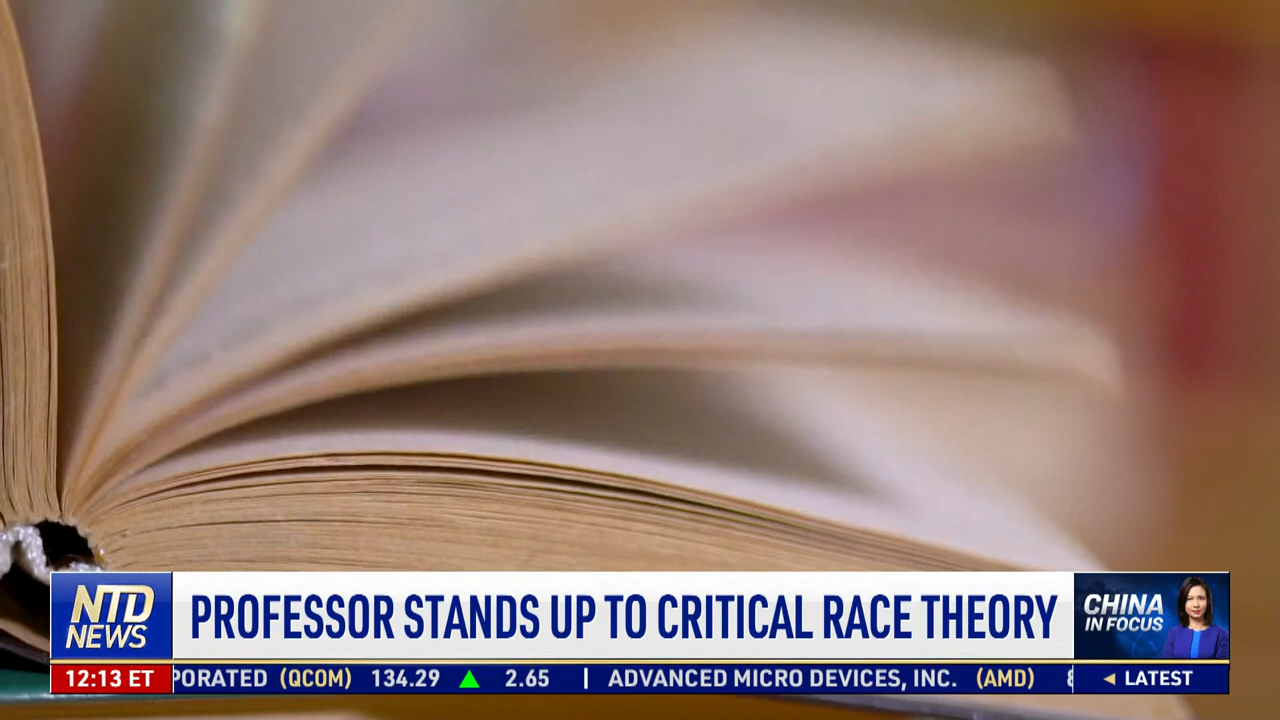 NTD
NEWS
PROFESSOR STANDS UP TO CRITICAL RACE THEORY
CHINA
IN FOCUS
12:13 ET
PORATED (QCOM) 134.29 ▲ 2.65 | ADVANCED MICRO DEVICES, INC. (AMD)
◄ LATEST